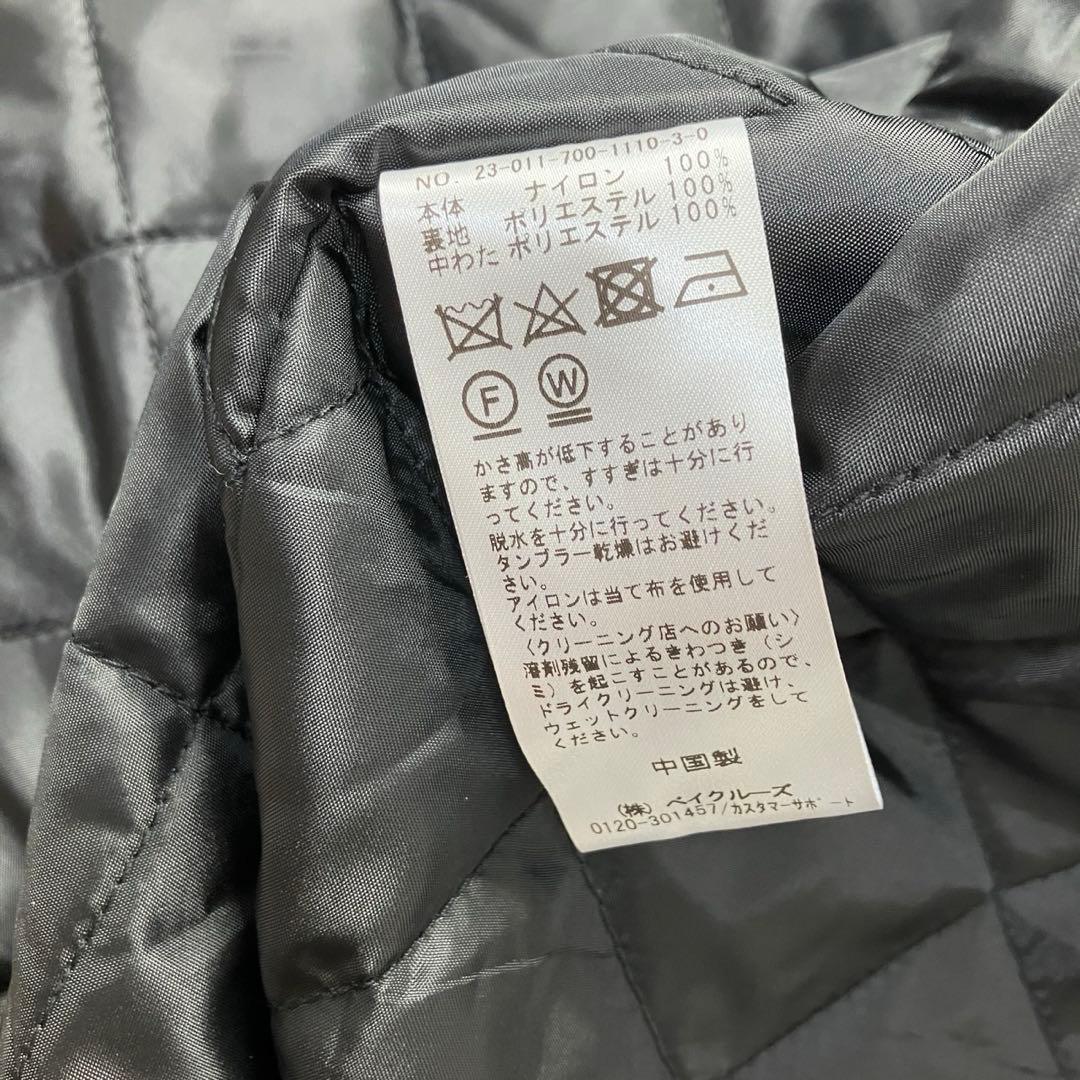 NO. 23-011-700-1110-3-0
本体 ナイロン 100%
裏地 ポリエステル 100%
中わた ポリエステル 100%
F W
かさ高が低下することがあり
ますので、すすぎは十分に行
ってください。
脱水を十分に行ってください。
タンブラー乾燥はお避けくだ
さい。
アイロンは当て布を使用して
ください。
〈クリーニング店へのお願い〉
溶剤残留によるきわつき(シ
ミ)を起こすことがあるので、
ドライクリーニングは避け、
ウェットクリーニングをして
ください。
中国製
(株) ベイクルーズ
0120-301457/カスタマーサポート